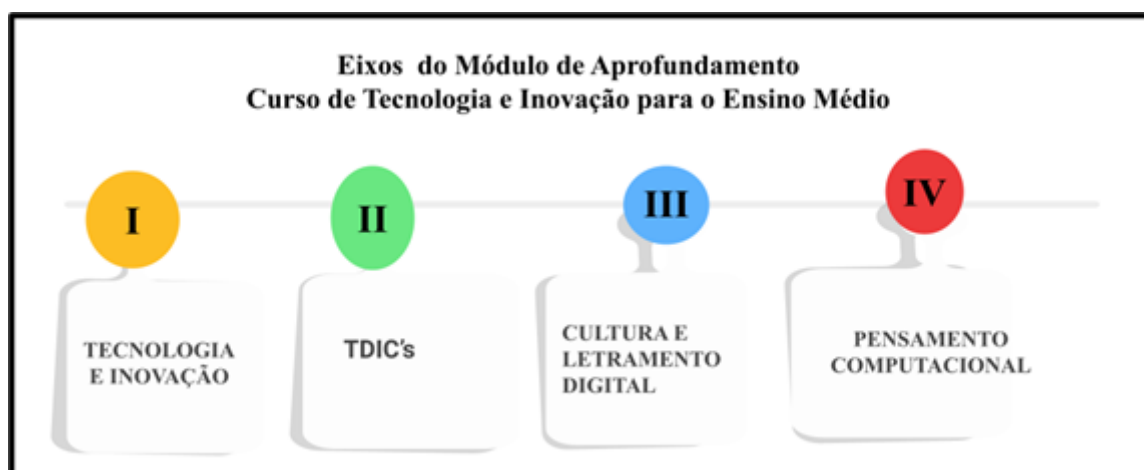 Eixos do Módulo de Aprofundamento
Curso de Tecnologia e Inovação para o Ensino Médio
I
II
III
IV
TECNOLOGIA
E INOVAÇÃO
TDIC's
CULTURA E
LETRAMENTO
DIGITAL
PENSAMENTO
COMPUTACIONAL